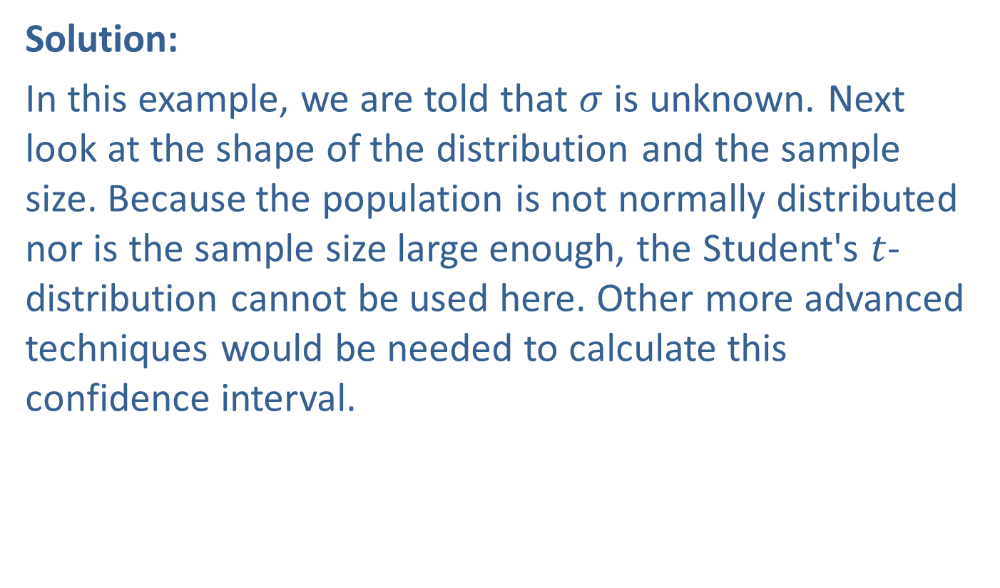 Solution:
In this example, we are told that 𝜎 is unknown. Next
look at the shape of the distribution and the sample
size. Because the population is not normally distributed
nor is the sample size large enough, the Student's 𝑡-
distribution cannot be used here. Other more advanced
techniques would be needed to calculate this
confidence interval.